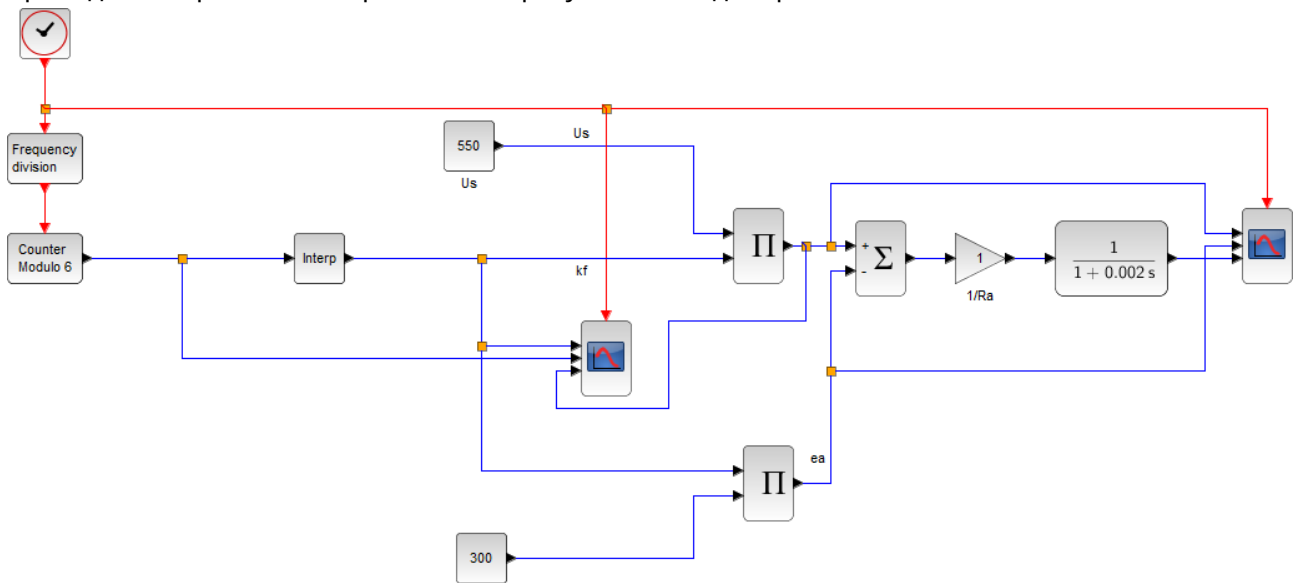 Us
550
Us
Frequency
division
Counter
Modulo 6
Interp
kf
Π
+
-
Σ
1
1/Ra
1
1 + 0.002 s
ea
Π
300